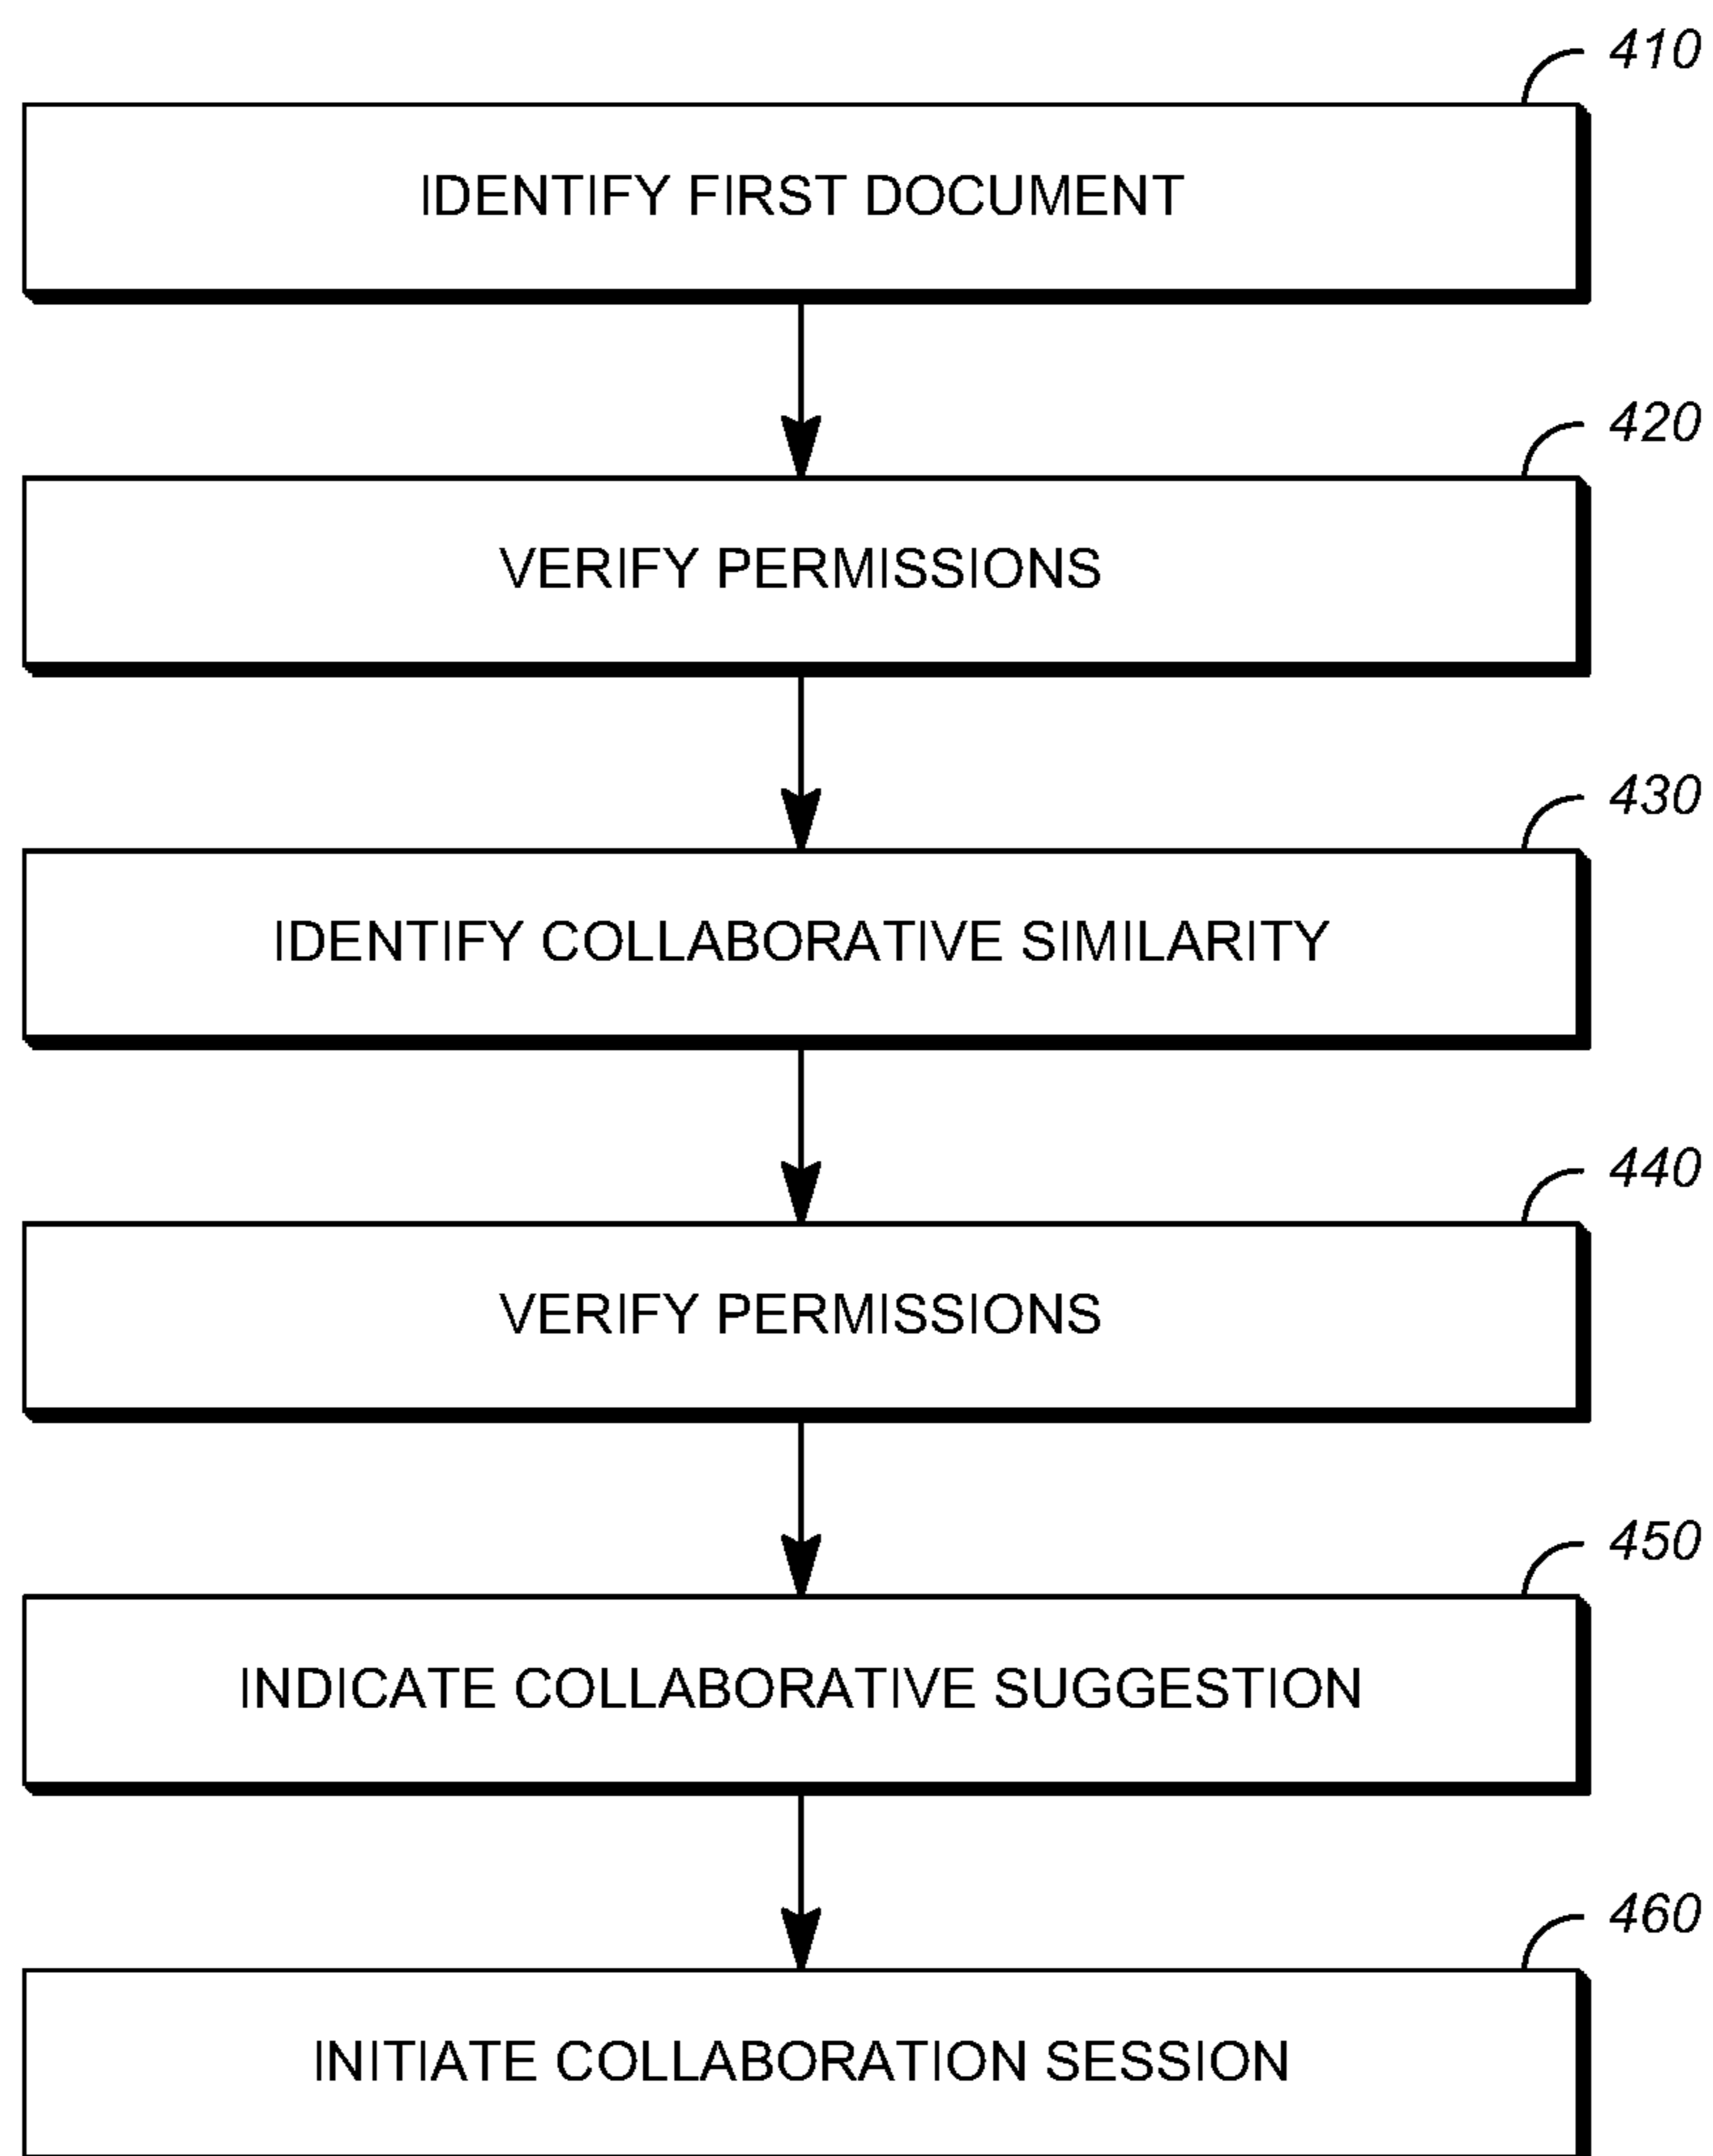 410
IDENTIFY FIRST DOCUMENT
420
VERIFY PERMISSIONS
430
IDENTIFY COLLABORATIVE SIMILARITY
440
VERIFY PERMISSIONS
450
INDICATE COLLABORATIVE SUGGESTION
460
INITIATE COLLABORATION SESSION